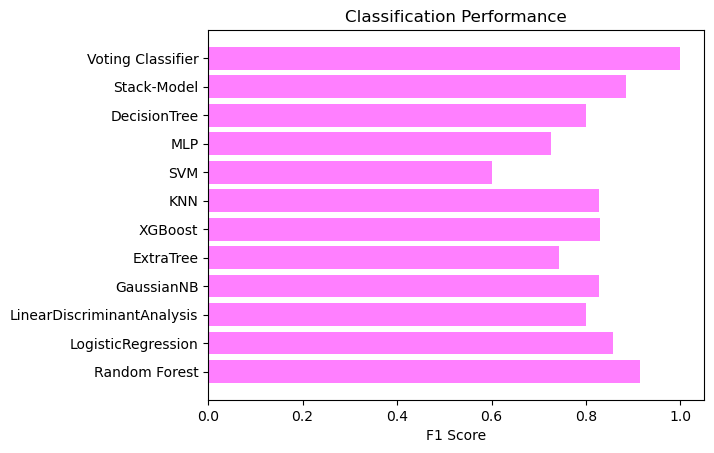 Classification Performance
Voting Classifier
Stack-Model
DecisionTree
MLP
SVM
KNN
XGBoost
ExtraTree
GaussianNB
LinearDiscriminantAnalysis
LogisticRegression
Random Forest
0.0 0.2 0.4 0.6 0.8 1.0
F1 Score